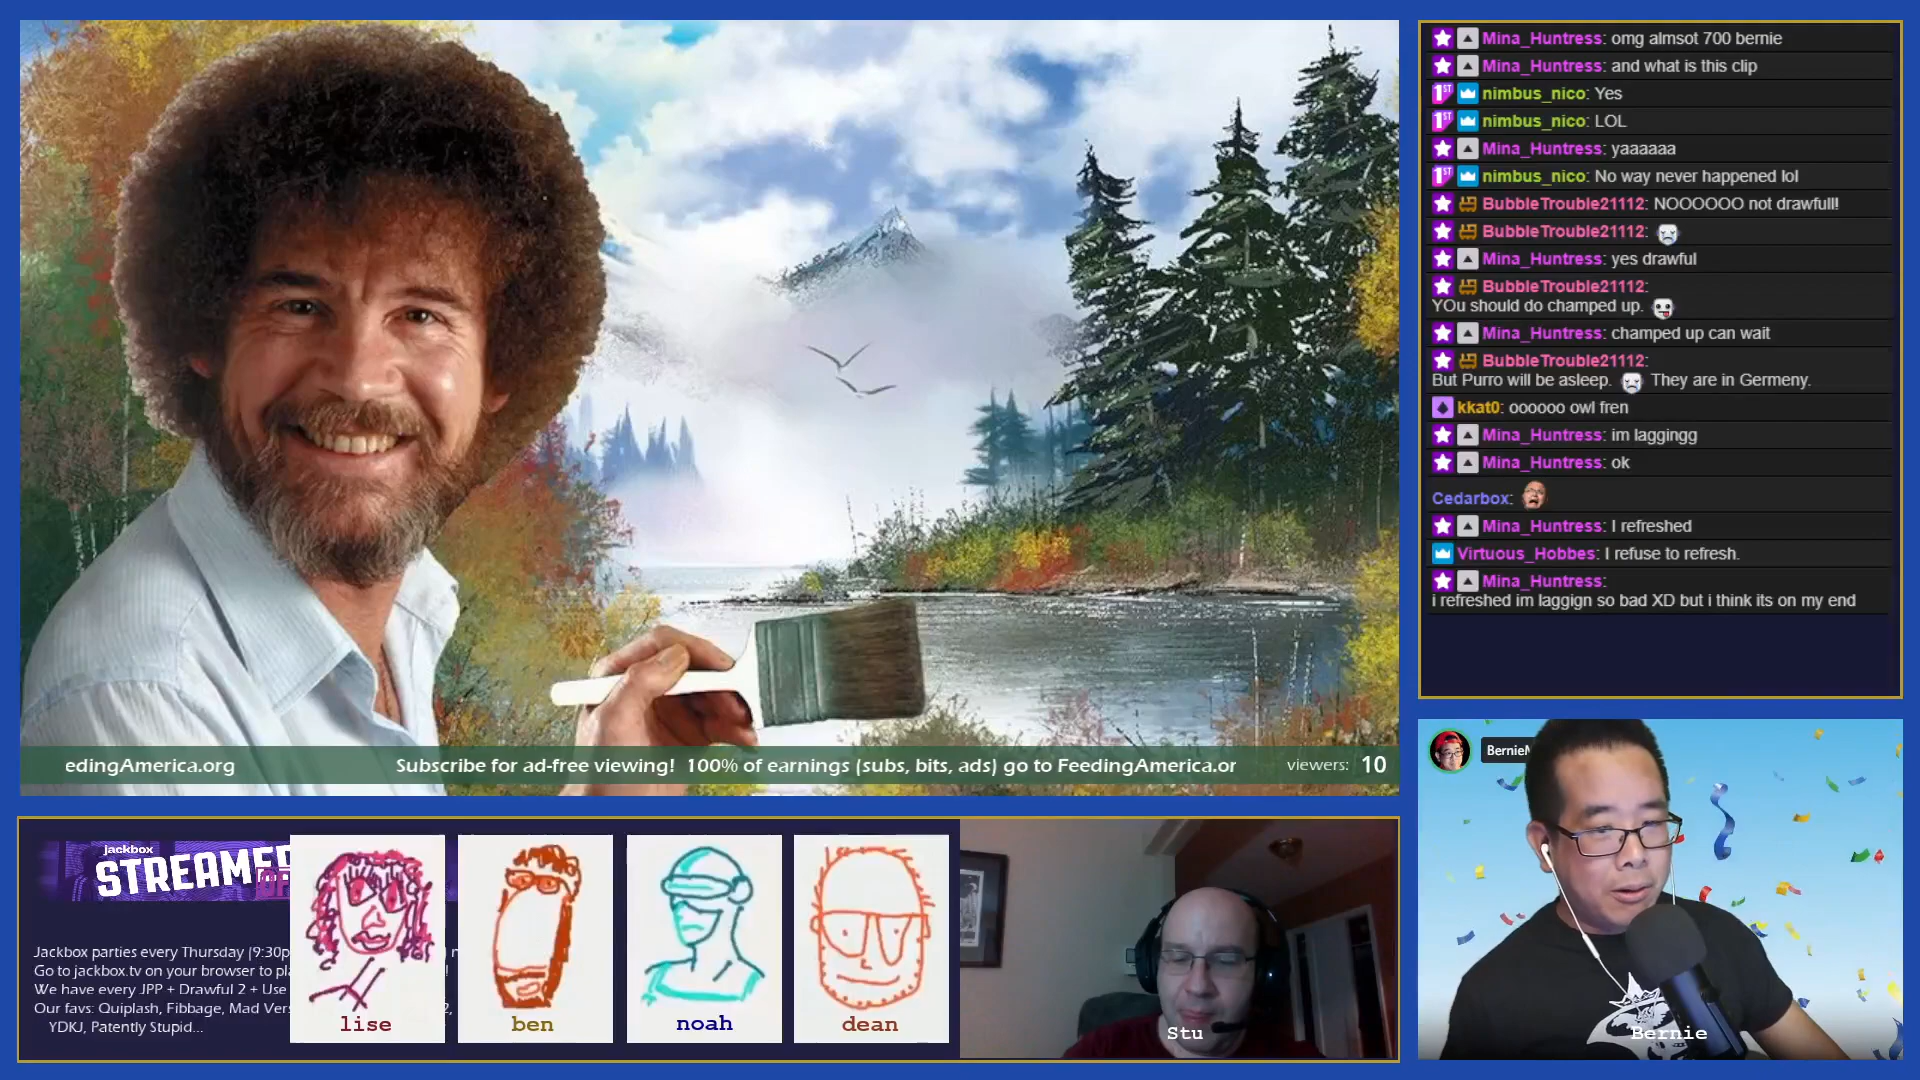 Mina_Huntress: omg almsot 700 bernie
Mina_Huntress: and what is this clip
1ST nimbus_nico: Yes
1ST nimbus_nico: LOL
Mina_Huntress: yaaaaaa
1ST nimbus_nico: No way never happened lol
BubbleTrouble21112: NOOOOOO not drawfull!
BubbleTrouble21112:
Mina_Huntress: yes drawful
BubbleTrouble21112:
YOu should do champed up.
Mina_Huntress: champed up can wait
BubbleTrouble21112:
But Purro will be asleep. They are in Germeny.
kkat0: oooooo owl fren
Mina_Huntress: im laggingg
Mina_Huntress: ok
Cedarbox:
Mina_Huntress: I refreshed
Virtuous_Hobbes: I refuse to refresh.
Mina_Huntress:
i refreshed im laggign so bad XD but i think its on my end
edingAmerica.org Subscribe for ad-free viewing! 100% of earnings (subs, bits, ads) go to FeedingAmerica.or viewers: 10
jackbox
STREAMER
Jackbox parties every Thursday (9:30p
Go to jackbox.tv on your browser to pl
We have every JPP + Drawful 2 + Use
Our favs: Quiplash, Fibbage, Mad Vers
YDKJ, Patently Stupid...
lise
ben
noah
dean
Stu
Bernie
Bernie